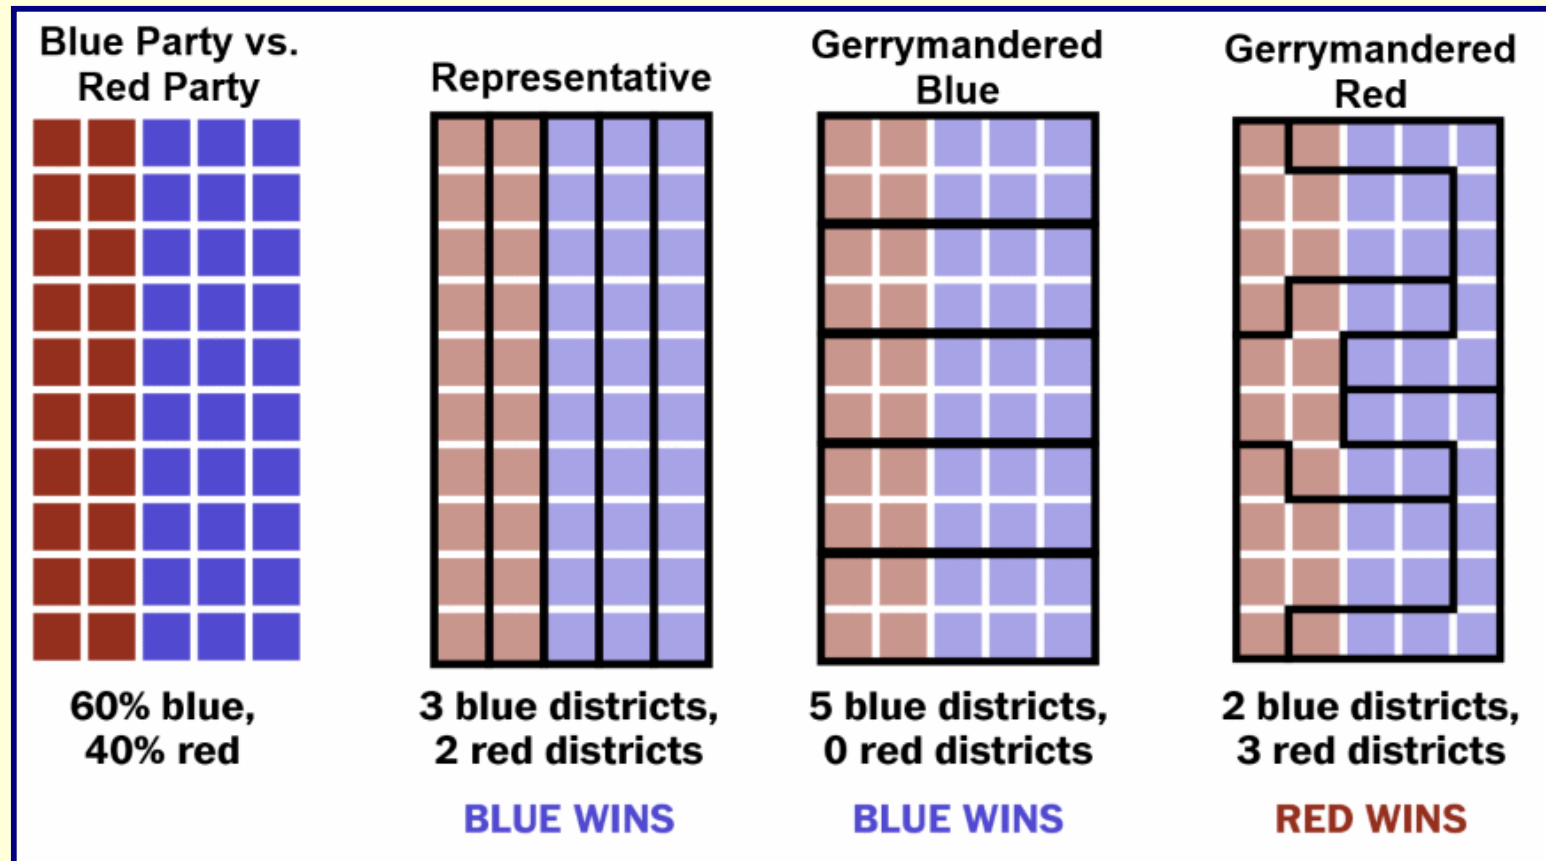 Blue Party vs.
Red Party
60% blue,
40% red
Representative
3 blue districts,
2 red districts
BLUE WINS
Gerrymandered
Blue
5 blue districts,
0 red districts
BLUE WINS
Gerrymandered
Red
2 blue districts,
3 red districts
RED WINS